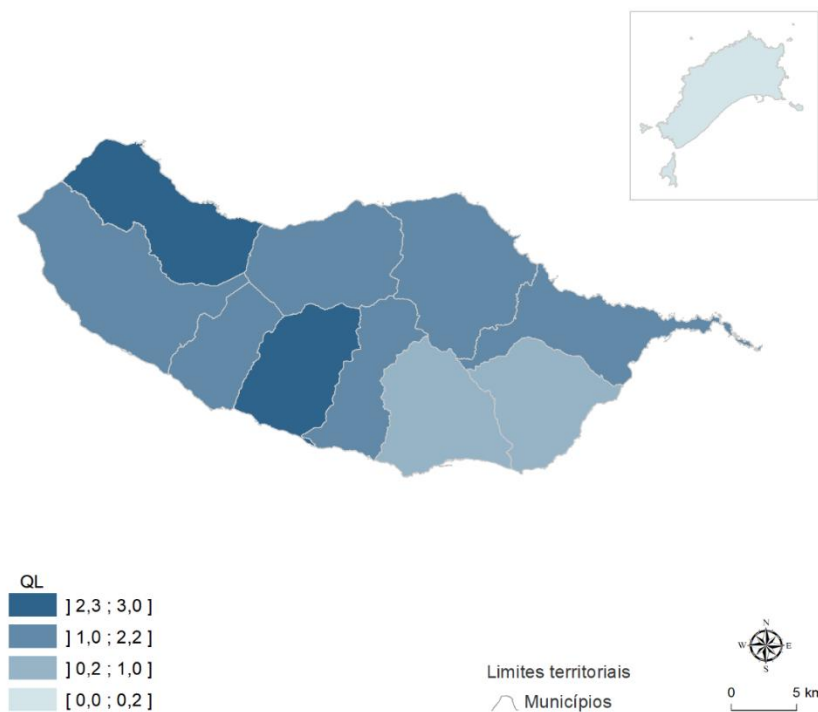 QL
] 2,3 ; 3,0 ]
] 1,0 ; 2,2 ]
] 0,2 ; 1,0 ]
[ 0,0 ; 0,2 ]
Limites territoriais
Municípios
N
W
E
S
0 5 km